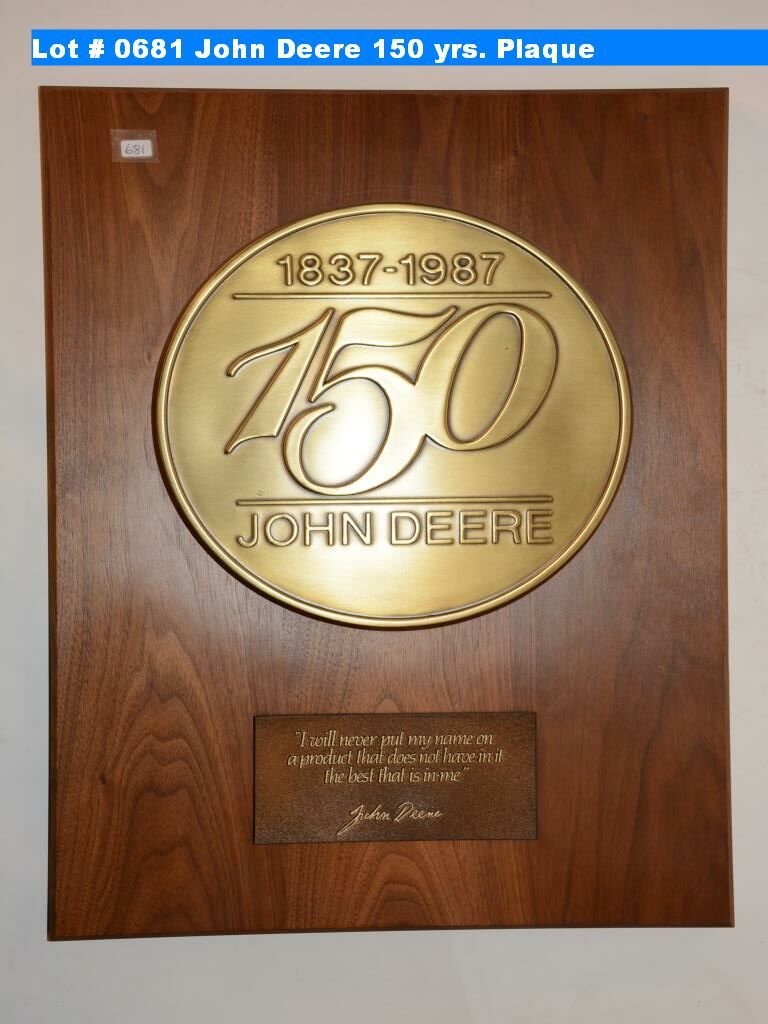 Lot # 0681 John Deere 150 yrs. Plaque
681
1837-1987
150
JOHN DEERE
"I will never put my name on
a product that does not have in it
the best that is in me"
John Deere